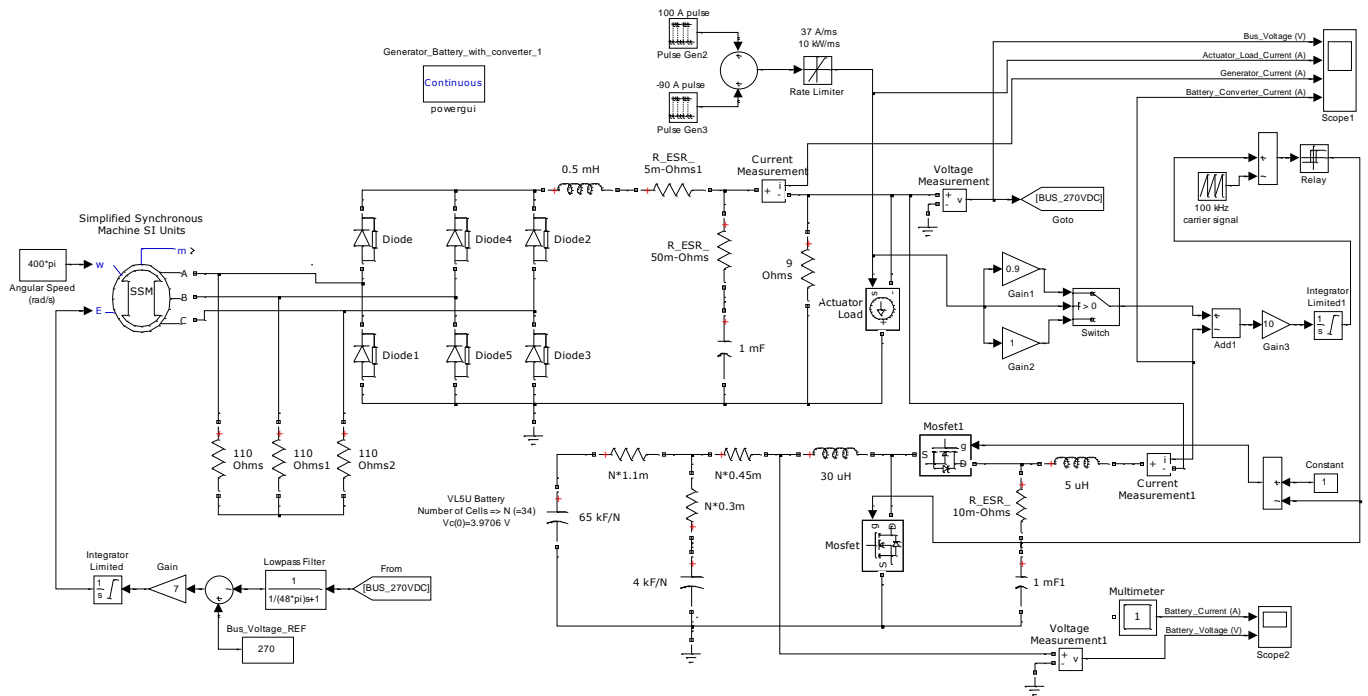 100 A pulse
Pulse Gen2
-90 A pulse
Pulse Gen3
37 A/ms
10 kW/ms
Rate Limiter
Generator_Battery_with_converter_1
Continuous
powergui
Bus_Voltage (V)
Actuator_Load_Current (A)
Generator_Current (A)
Battery_Converter_Current (A)
Scope1
Relay
100 kHz
carrier signal
0.5 mH
R_ESR_
5m-Ohms1
Current
Measurement
+
-
i
Voltage
Measurement
+
-
v
[BUS_270VDC]
Goto
Simplified Synchronous
Machine SI Units
400*pi
Angular Speed
(rad/s)
w
E
SSM
m
A
B
C
Diode
Diode4
Diode2
Diode1
Diode5
Diode3
R_ESR_
50m-Ohms
1 mF
9
Ohms
Actuator
Load
s
-
+
0.9
Gain1
1
Gain2
> 0
Switch
+
-
Add1
10
Gain3
Integrator
Limited1
1
s
110
Ohms
110
Ohms1
110
Ohms2
VL5U Battery
Number of Cells => N (=34)
Vc(0)=3.9706 V
65 kF/N
N*1.1m
N*0.3m
4 kF/N
N*0.45m
30 uH
Mosfet1
g
S
D
Mosfet
g
D
S
R_ESR_
10m-Ohms
1 mF1
5 uH
+
-
i
Current
Measurement1
Constant
1
Integrator
Limited
1
s
Gain
7
Lowpass Filter
1
1/(48*pi)s+1
From
[BUS_270VDC]
Bus_Voltage_REF
270
Voltage
Measurement1
+
-
v
Multimeter
1
Battery_Current (A)
Battery_Voltage (V)
Scope2